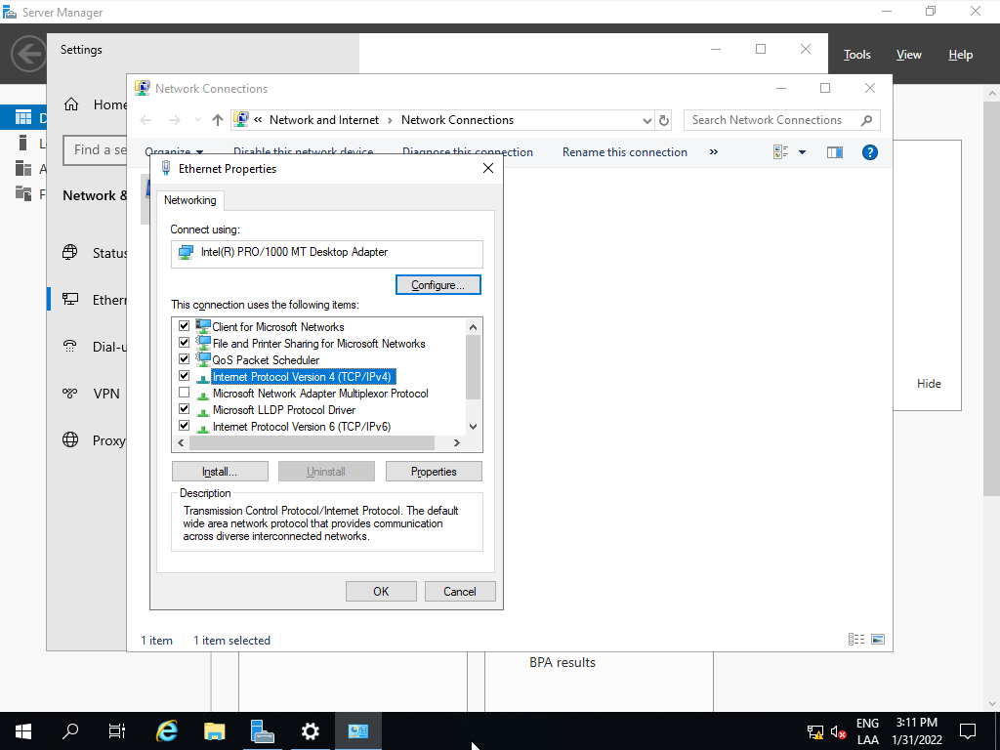 Server Manager
Settings
Tools
View
Help
Network Connections
Home
« Network and Internet › Network Connections
Search Network Connections
Find a se
Organize
Disable this network device
Diagnose this connection
Rename this connection
»
Ethernet Properties
Network &
Networking
Connect using:
Intel(R) PRO/1000 MT Desktop Adapter
Status
Configure...
This connection uses the following items:
Ethern
Client for Microsoft Networks
File and Printer Sharing for Microsoft Networks
Dial-u
QoS Packet Scheduler
Internet Protocol Version 4 (TCP/IPv4)
Hide
VPN
Microsoft Network Adapter Multiplexor Protocol
Microsoft LLDP Protocol Driver
Internet Protocol Version 6 (TCP/IPv6)
Proxy
Install...
Uninstall
Properties
Description
Transmission Control Protocol/Internet Protocol. The default
wide area network protocol that provides communication
across diverse interconnected networks.
OK
Cancel
1 item
1 item selected
BPA results
ENG
LAA
3:11 PM
1/31/2022